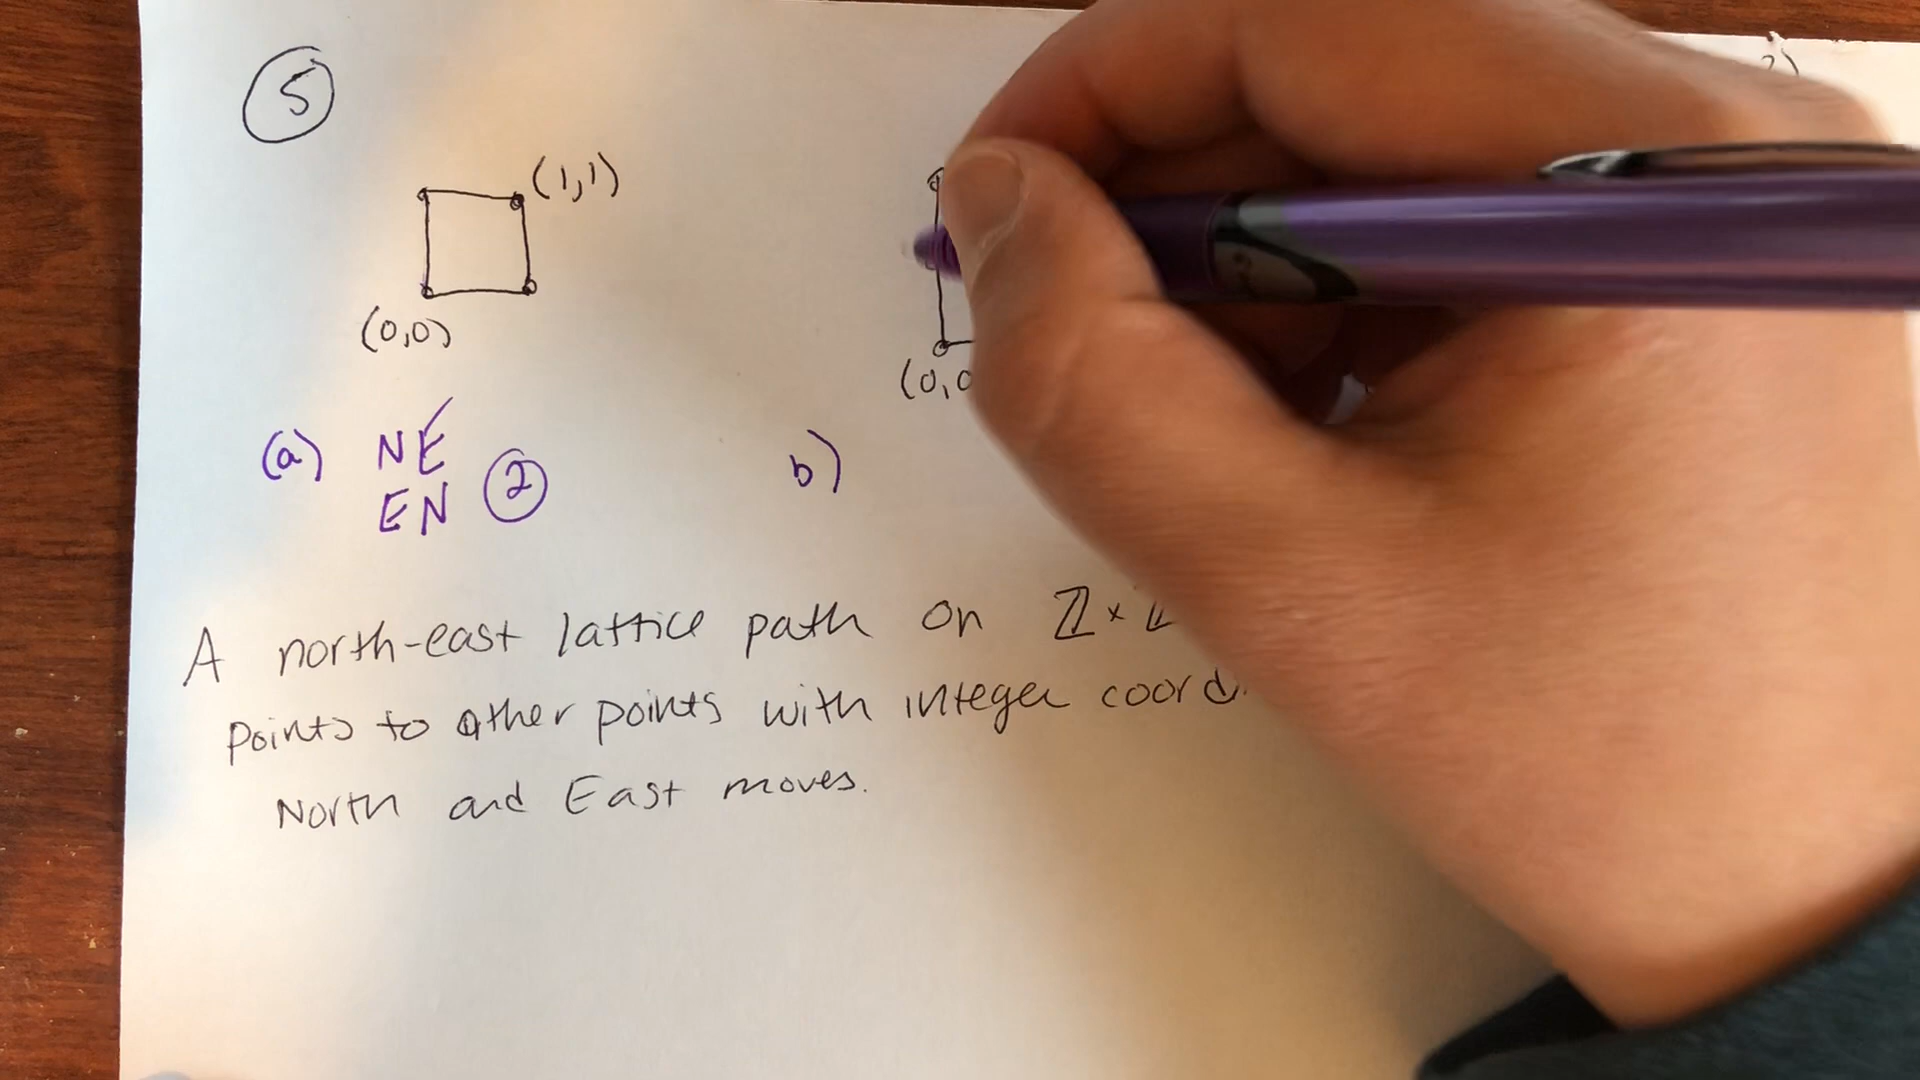 5
(1,1)
(0,0)
(0,
(a) NE
EN 2
b)
A north-east lattice path on ℤ ×
points to other points with integer coord
North and East moves.